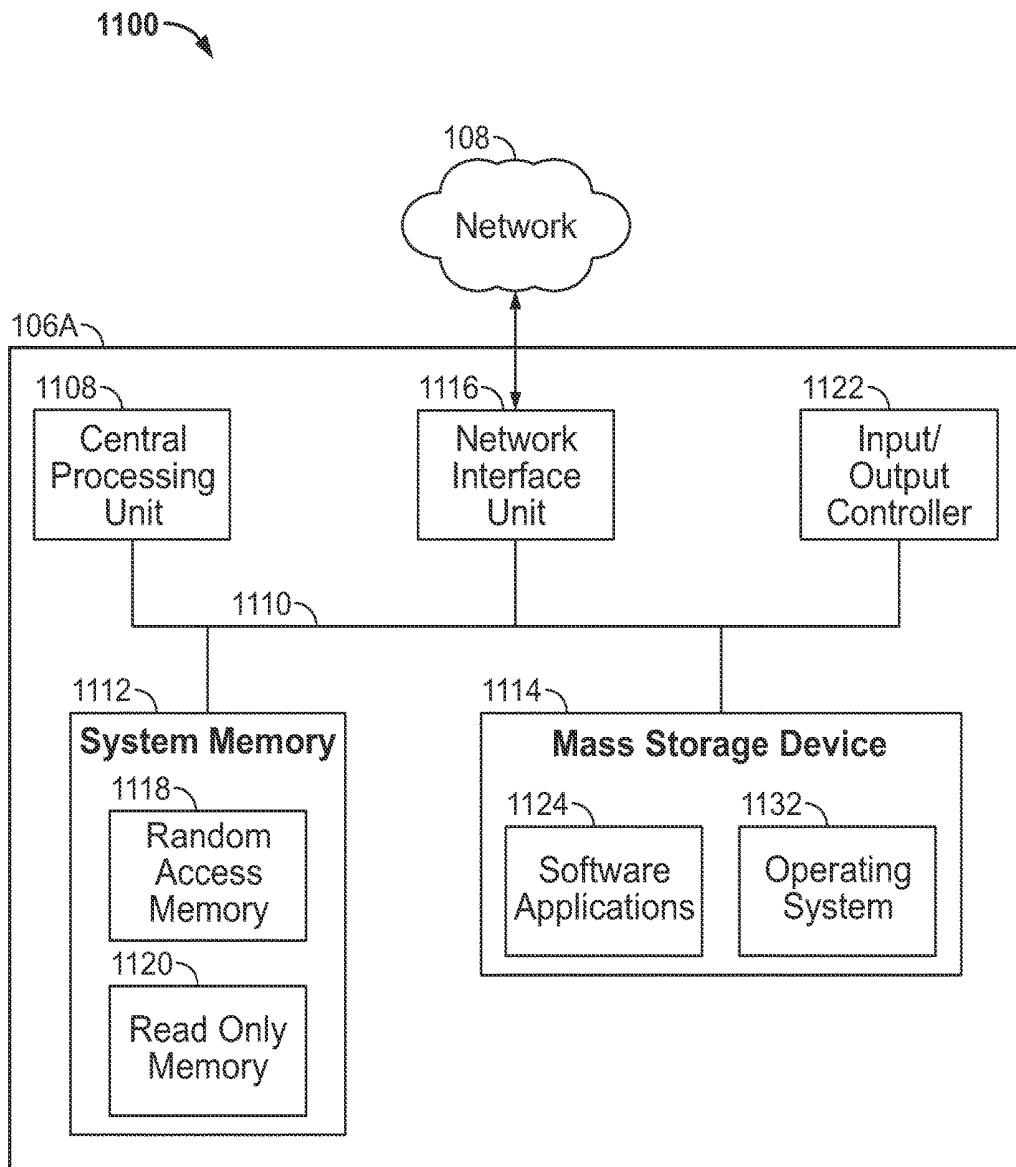 1100
108
Network
106A
1108
Central
Processing
Unit
1116
Network
Interface
Unit
1122
Input/
Output
Controller
1110
1112
System Memory
1118
Random
Access
Memory
1120
Read Only
Memory
1114
Mass Storage Device
1124
Software
Applications
1132
Operating
System